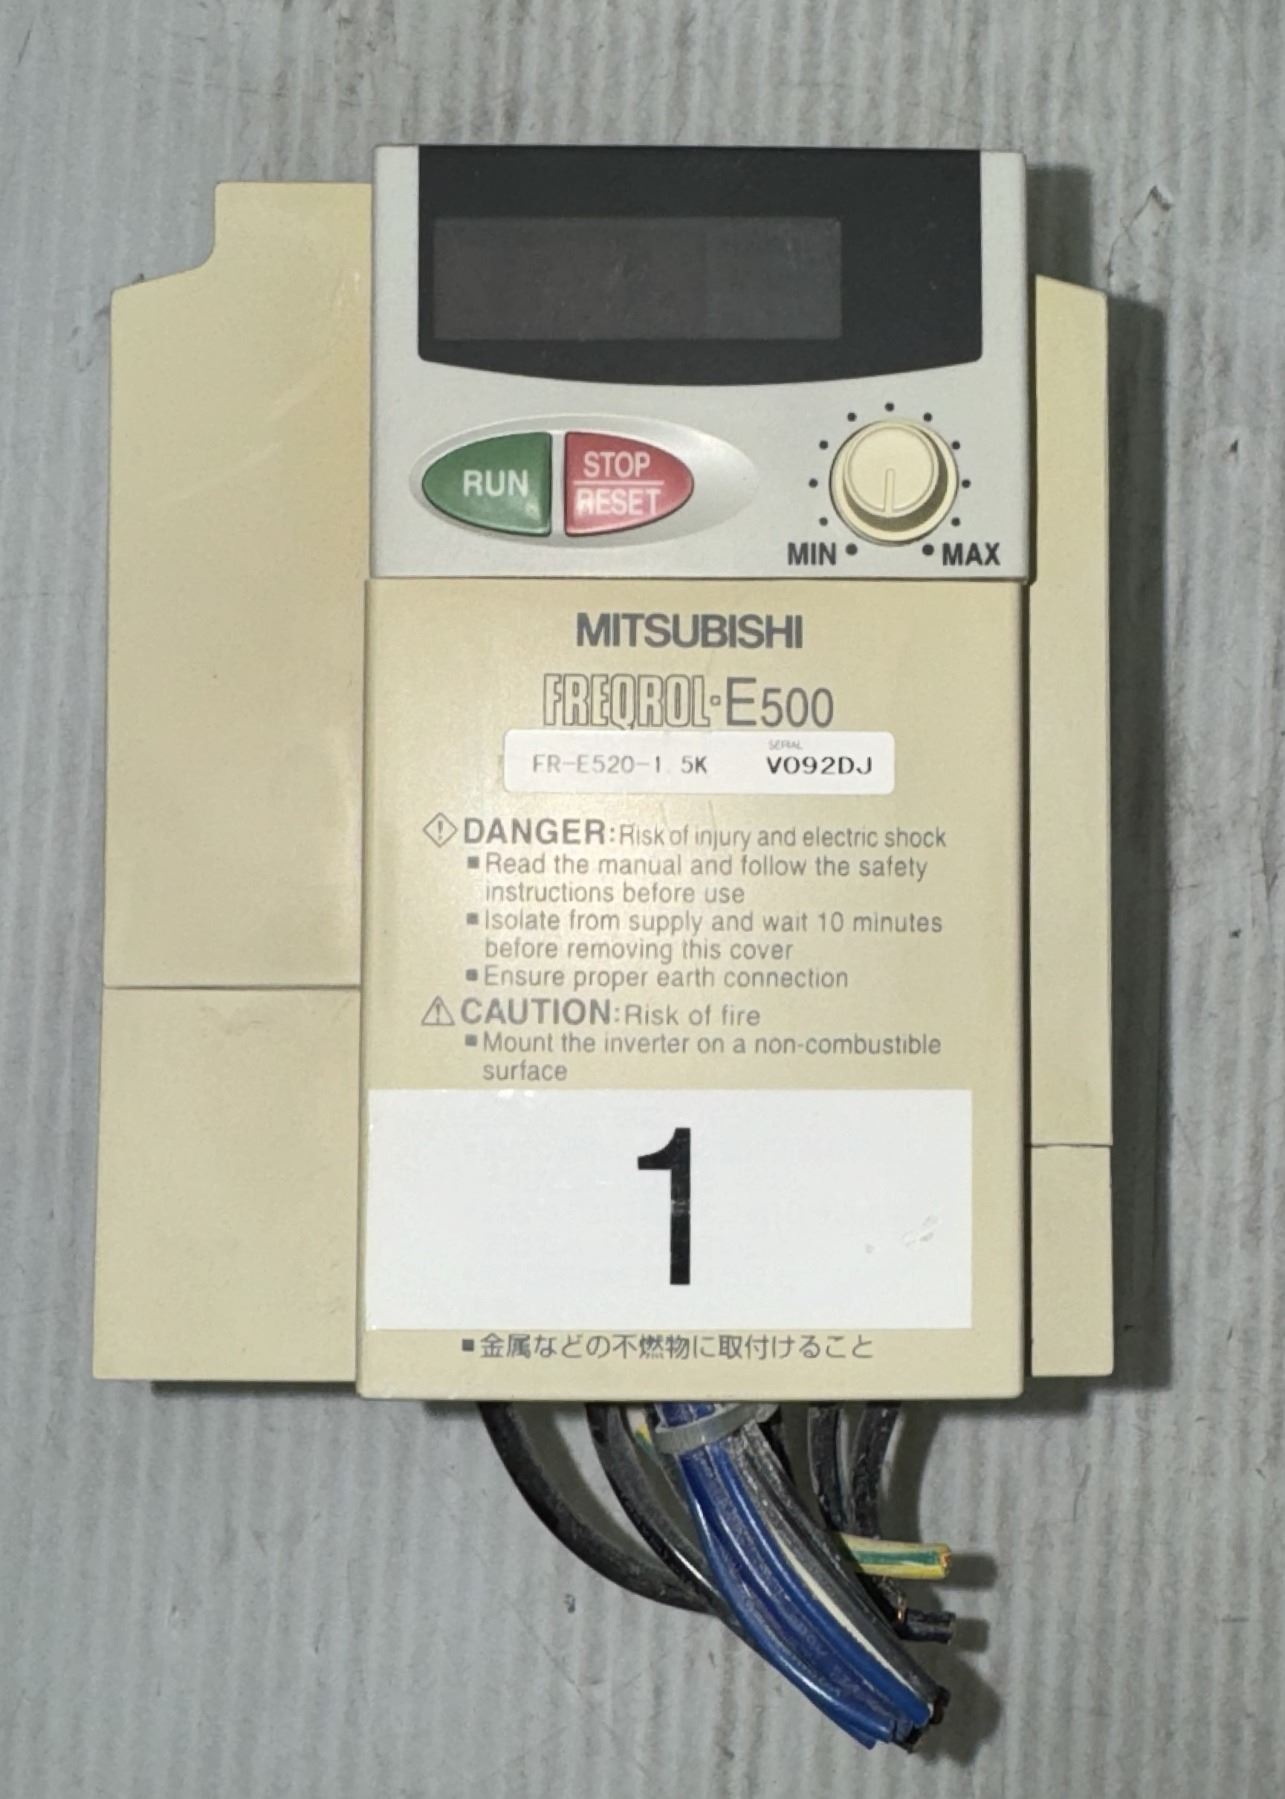 RUN
STOP
RESET
MIN
MAX
MITSUBISHI
FREQROL-E500
SERIAL
FR-E520-1.5K V092DJ
DANGER:Risk of injury and electric shock
■Read the manual and follow the safety
instructions before use
■Isolate from supply and wait 10 minutes
before removing this cover
■Ensure proper earth connection
CAUTION:Risk of fire
■Mount the inverter on a non-combustible
surface
1
■金属などの不燃物に取付けること